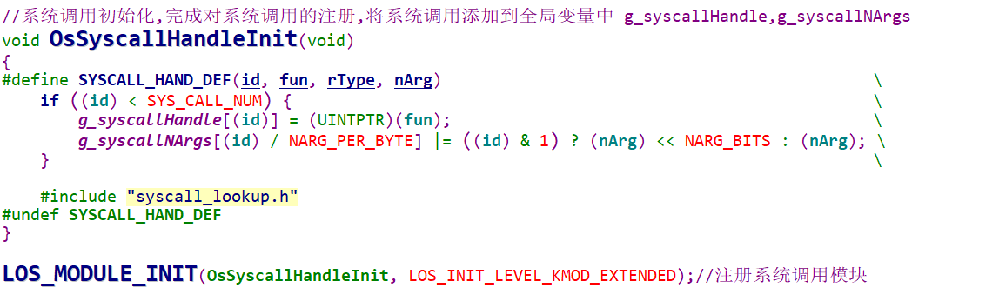 //系统调用初始化,完成对系统调用的注册,将系统调用添加到全局变量中 g_syscallHandle,g_syscallNArgs
void OsSyscallHandleInit(void)
{
#define SYSCALL_HAND_DEF(id, fun, rType, nArg) \
    if ((id) < SYS_CALL_NUM) { \
        g_syscallHandle[(id)] = (UINTPTR)(fun); \
        g_syscallNArgs[(id) / NARG_PER_BYTE] |= ((id) & 1) ? (nArg) << NARG_BITS : (nArg); \
    } \
    #include "syscall_lookup.h"
#undef SYSCALL_HAND_DEF
}
LOS_MODULE_INIT(OsSyscallHandleInit, LOS_INIT_LEVEL_KMOD_EXTENDED);//注册系统调用模块